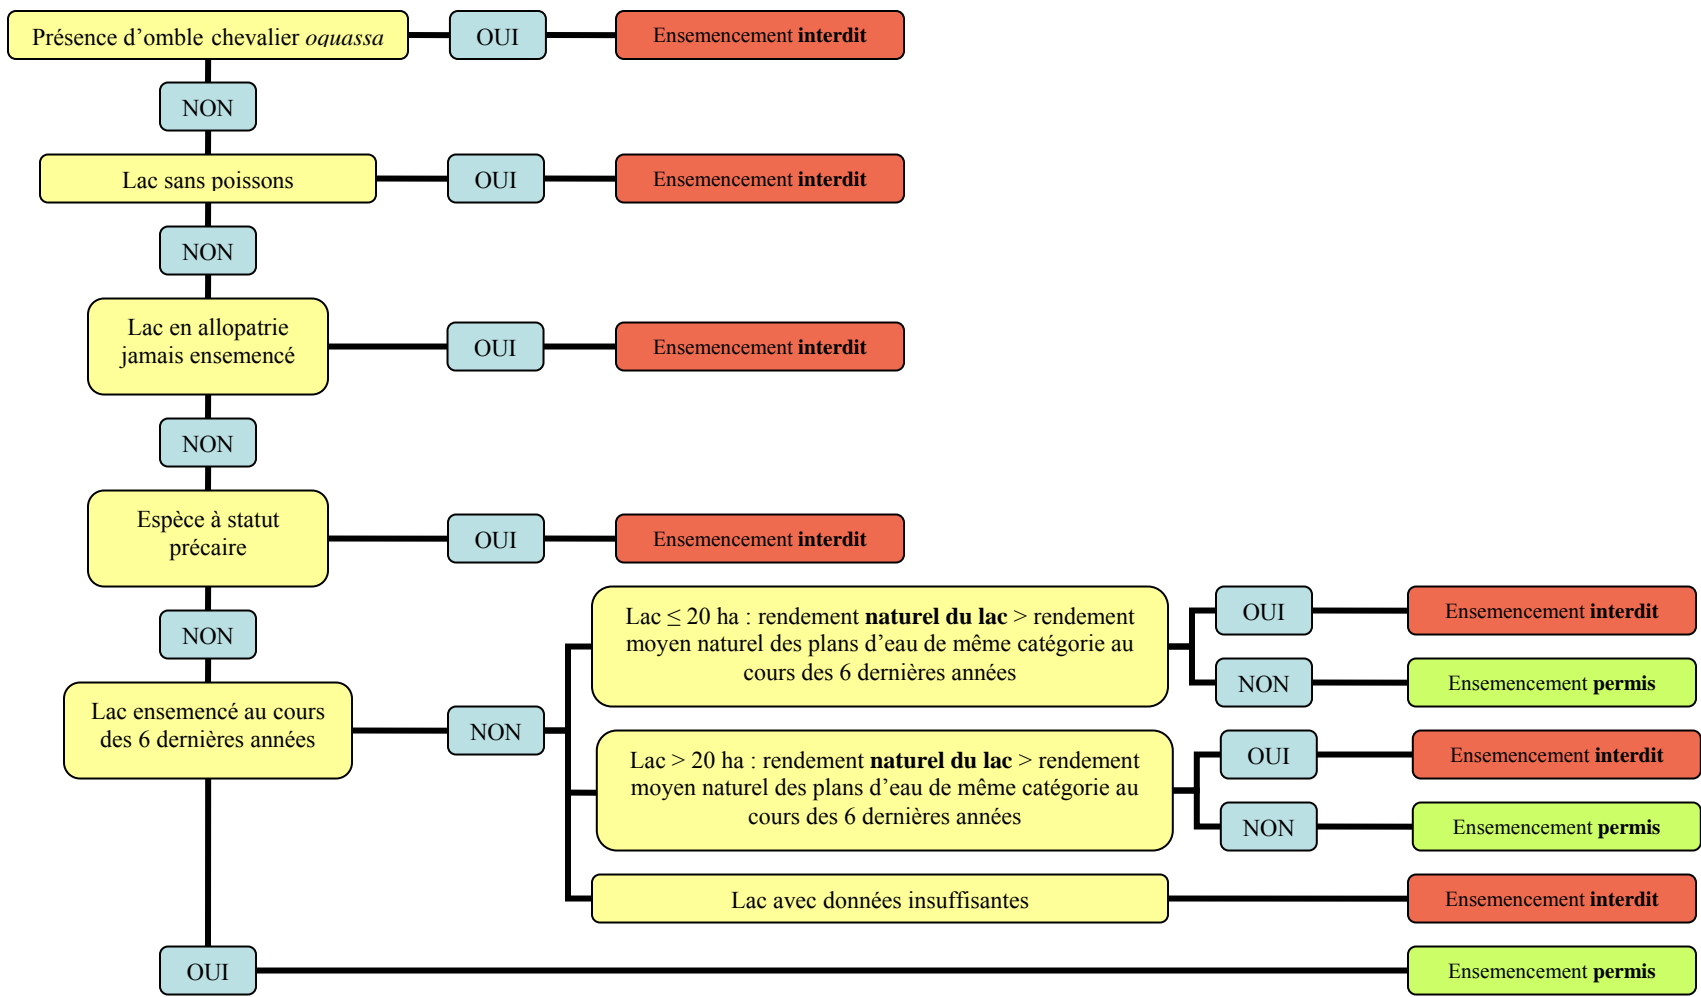 Présence d’omble chevalier oquassa
OUI
Ensemencement interdit
NON
Lac sans poissons
OUI
Ensemencement interdit
NON
Lac en allopatrie
jamais ensemencé
OUI
Ensemencement interdit
NON
Espèce à statut
précaire
OUI
Ensemencement interdit
NON
Lac ensemencé au cours
des 6 dernières années
NON
Lac ≤ 20 ha : rendement naturel du lac > rendement
moyen naturel des plans d’eau de même catégorie au
cours des 6 dernières années
OUI
Ensemencement interdit
NON
Ensemencement permis
Lac > 20 ha : rendement naturel du lac > rendement
moyen naturel des plans d’eau de même catégorie au
cours des 6 dernières années
OUI
Ensemencement interdit
NON
Ensemencement permis
Lac avec données insuffisantes
Ensemencement interdit
OUI
Ensemencement permis